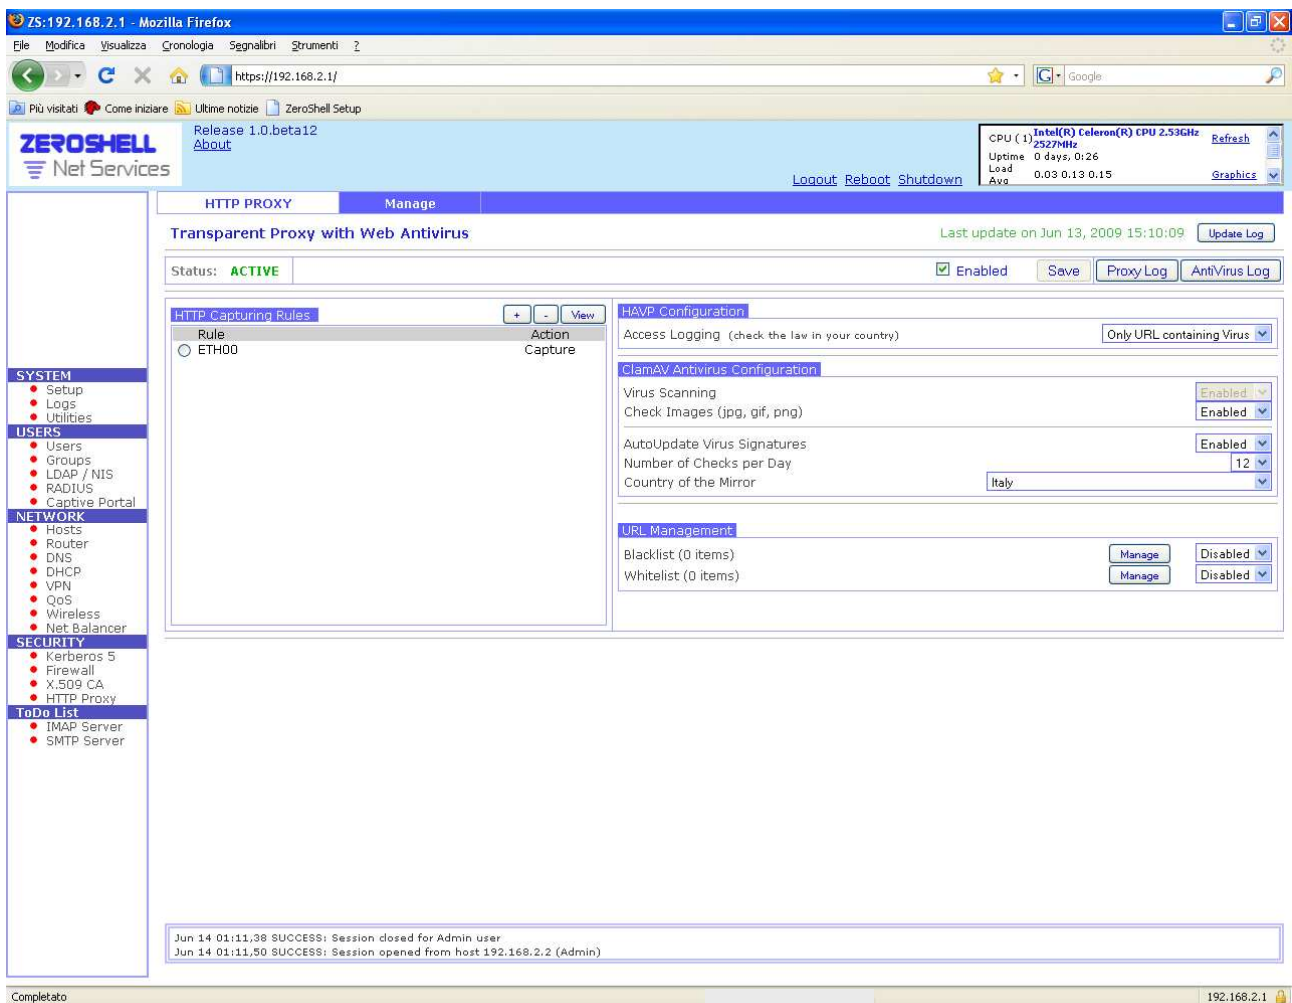 ZS:192.168.2.1 - Mozilla Firefox
File Modifica Visualizza Cronologia Segnalibri Strumenti ?
https://192.168.2.1/
Google
Più visitati Come iniziare Ultime notizie ZeroShell Setup
ZEROSHELL
Net Services
Release 1.0.beta12
About
Logout Reboot Shutdown
CPU (1) Intel(R) Celeron(R) CPU 2.53GHz 2527MHz
Refresh
Uptime 0 days, 0:26
Load Avg 0.03 0.13 0.15
Graphics
HTTP PROXY Manage
Transparent Proxy with Web Antivirus
Last update on Jun 13, 2009 15:10:09 Update Log
Status: ACTIVE
Enabled Save Proxy Log AntiVirus Log
HTTP Capturing Rules + - View
Rule Action
ETH00 Capture
HAVP Configuration
Access Logging (check the law in your country) Only URL containing Virus
ClamAV Antivirus Configuration
Virus Scanning Enabled
Check Images (jpg, gif, png) Enabled
AutoUpdate Virus Signatures Enabled
Number of Checks per Day 12
Country of the Mirror Italy
URL Management
Blacklist (0 items) Manage Disabled
Whitelist (0 items) Manage Disabled
SYSTEM
Setup
Logs
Utilities
USERS
Users
Groups
LDAP / NIS
RADIUS
Captive Portal
NETWORK
Hosts
Router
DNS
DHCP
VPN
QoS
Wireless
Net Balancer
SECURITY
Kerberos 5
Firewall
X.509 CA
HTTP Proxy
ToDo List
IMAP Server
SMTP Server
Jun 14 01:11,38 SUCCESS: Session closed for Admin user
Jun 14 01:11,50 SUCCESS: Session opened from host 192.168.2.2 (Admin)
Completato
192.168.2.1